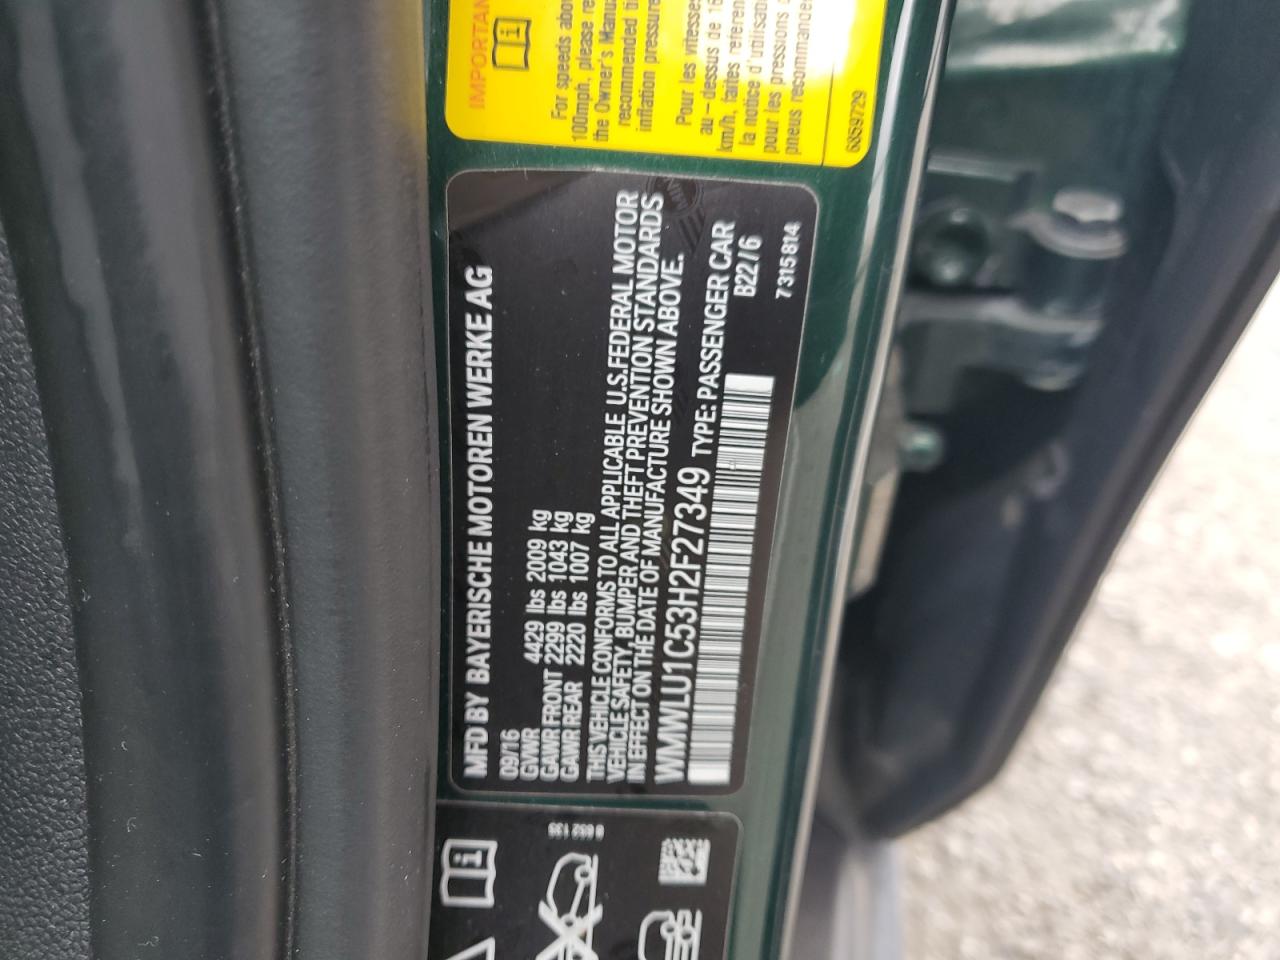 IMPORTAN
For speeds abo
100mph, please re
the Owner's Manua
recommended ti
inflation pressure
Pour les vitesses
au - dessus de 16
km/h, faites referen
la notice d'utilisatio
pour les pressions d
pneus recommandé
6859729
MFD BY BAYERISCHE MOTOREN WERKE AG
09/16
GVWR 4429 lbs 2009 kg
GAWR FRONT 2299 lbs 1043 kg
GAWR REAR 2220 lbs 1007 kg
THIS VEHICLE CONFORMS TO ALL APPLICABLE U.S.FEDERAL MOTOR
VEHICLE SAFETY, BUMPER AND THEFT PREVENTION STANDARDS
IN EFFECT ON THE DATE OF MANUFACTURE SHOWN ABOVE.
WMWLU1C53H2F27349 TYPE: PASSENGER CAR
B22/6
7315814